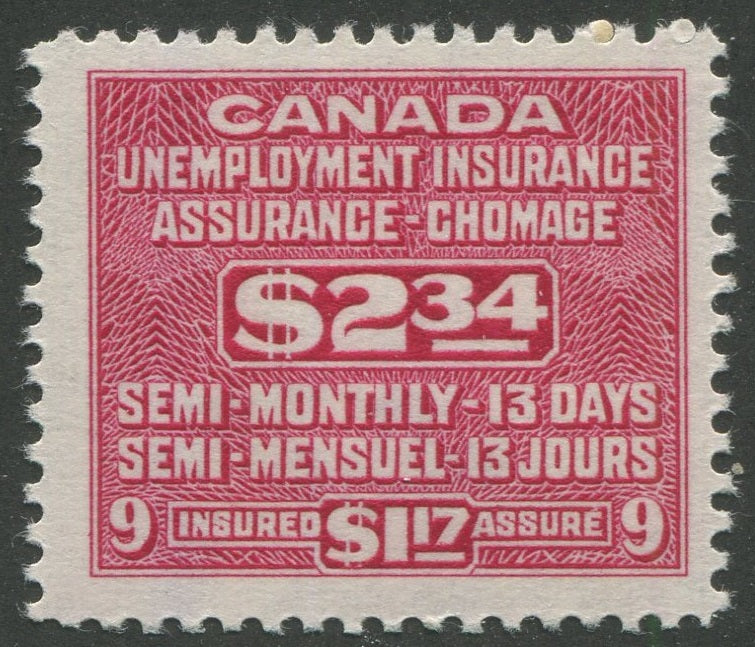 CANADA
UNEMPLOYMENT INSURANCE
ASSURANCE-CHOMAGE
$2.34
SEMI-MONTHLY-13 DAYS
SEMI-MENSUEL-13 JOURS
9 INSURED $1.17 ASSURÉ 9